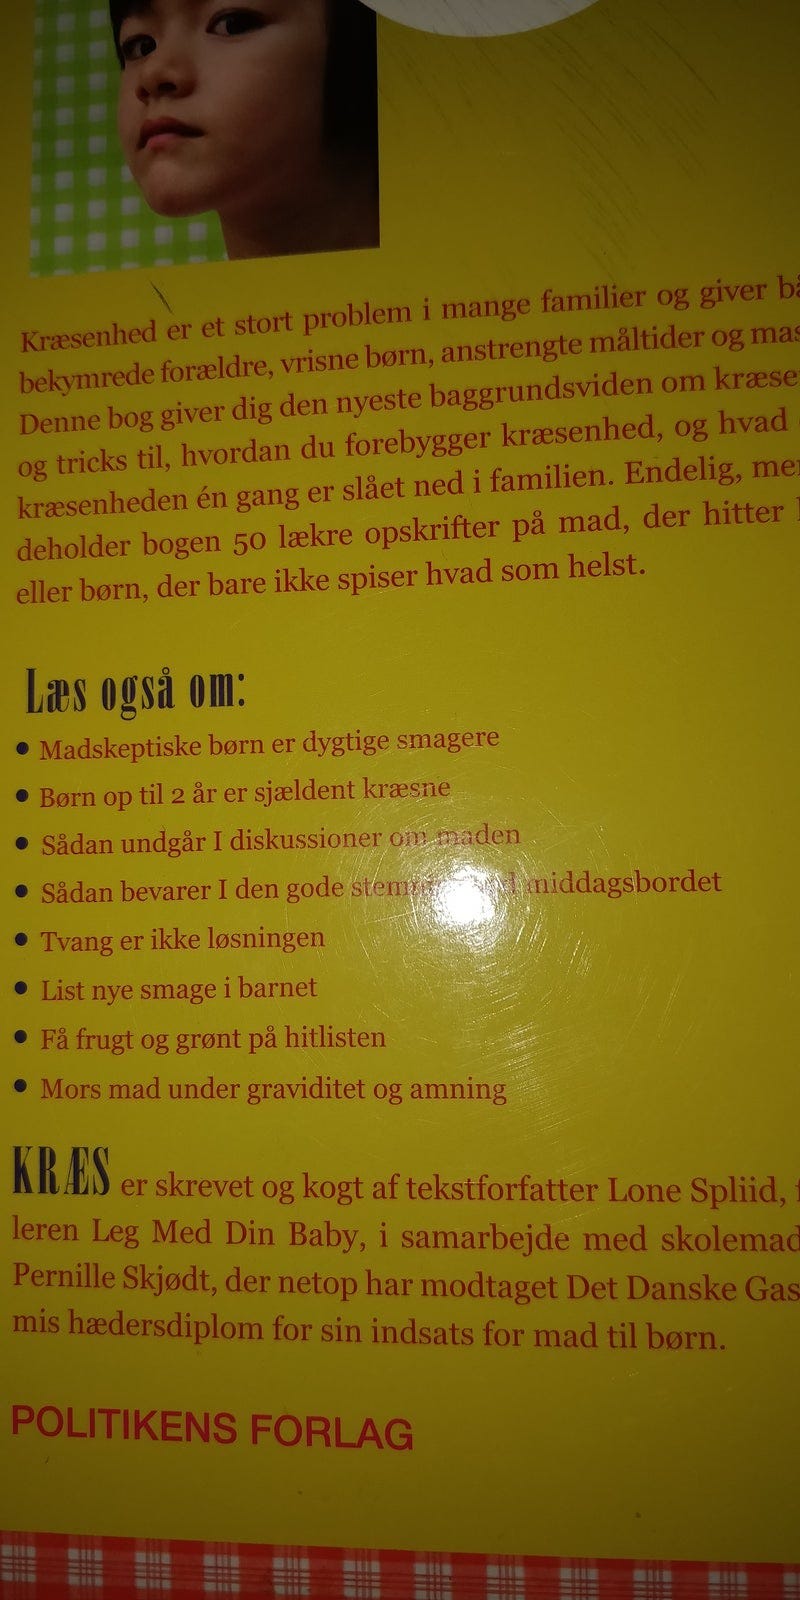 Kræsenhed er et stort problem i mange familier og giver
bekymrede forældre, vrisne børn, anstrengte måltider og
Denne bog giver dig den nyeste baggrundsviden om
og tricks til, hvordan du forebygger kræsenhed, og hvad
kræsenheden én gang er slået ned i familien. Endelig,
deholder bogen 50 lækre opskrifter på mad, der hitter
eller børn, der bare ikke spiser hvad som helst.
Læs også om:
• Madskeptiske børn er dygtige smagere
• Børn op til 2 år er sjældent kræsne
• Sådan undgår I diskussioner om maden
• Sådan bevarer I den gode middagsbordet
• Tvang er ikke løsningen
• List nye smage i barnet
• Få frugt og grønt på hitlisten
• Mors mad under graviditet og amning
KRÆS er skrevet og kogt af tekstforfatter Lone Spliid,
leren Leg Med Din Baby, i samarbejde med
Pernille Skjødt, der netop har modtaget Det Danske
mis hædersdiplom for sin indsats for mad til børn.
POLITIKENS FORLAG